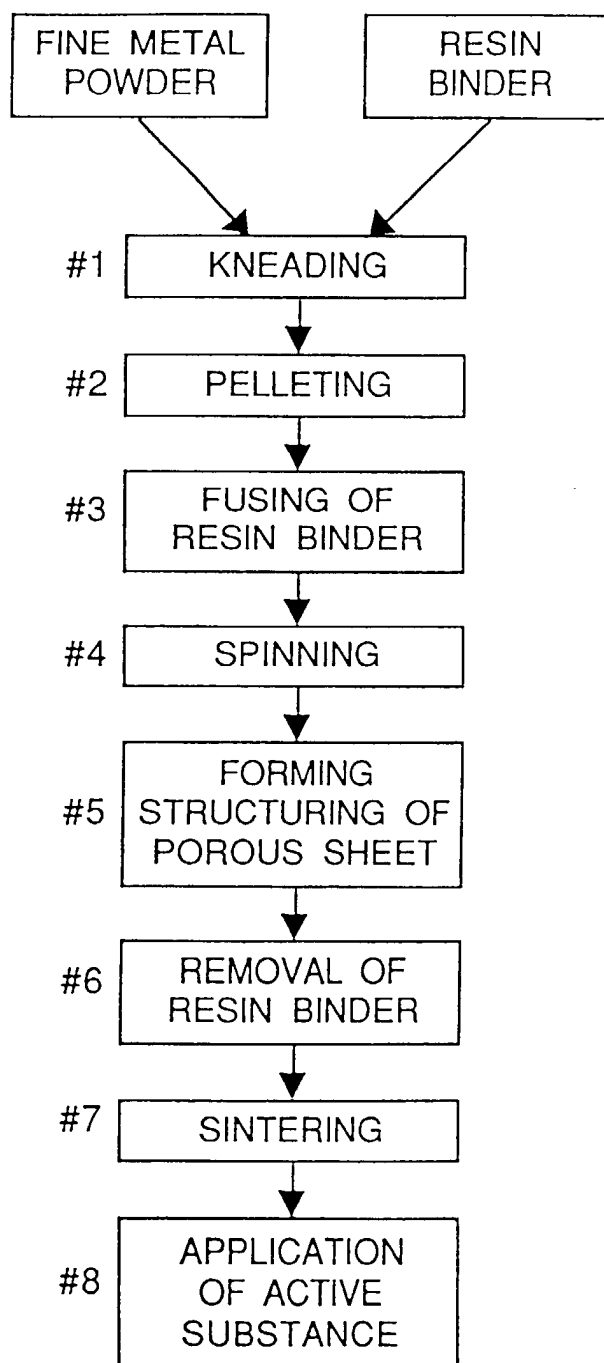 FINE METAL
POWDER
RESIN
BINDER
#1 KNEADING
#2 PELLETING
#3 FUSING OF
RESIN BINDER
#4 SPINNING
#5 FORMING
STRUCTURING OF
POROUS SHEET
#6 REMOVAL OF
RESIN BINDER
#7 SINTERING
#8 APPLICATION
OF ACTIVE
SUBSTANCE